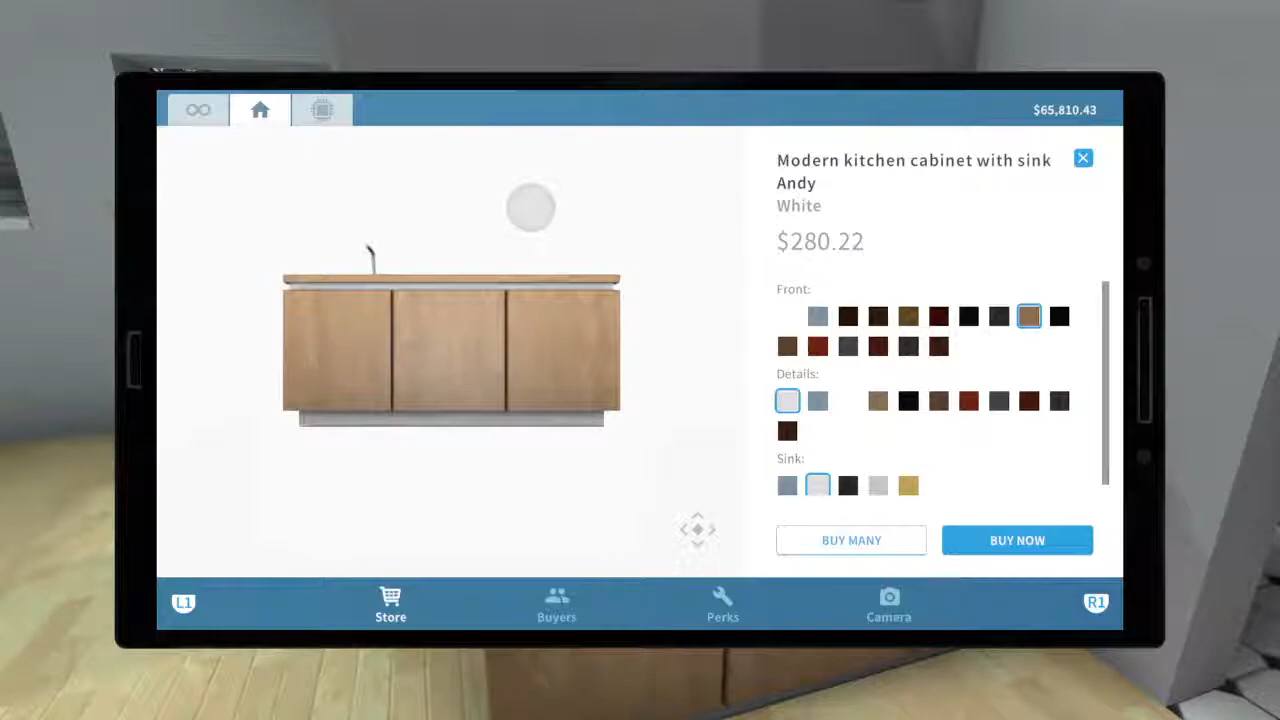 $65,810.43
Modern kitchen cabinet with sink
Andy
White
$280.22
Front:
Details:
Sink:
BUY MANY
BUY NOW
L1
Store
Buyers
Perks
Camera
R1